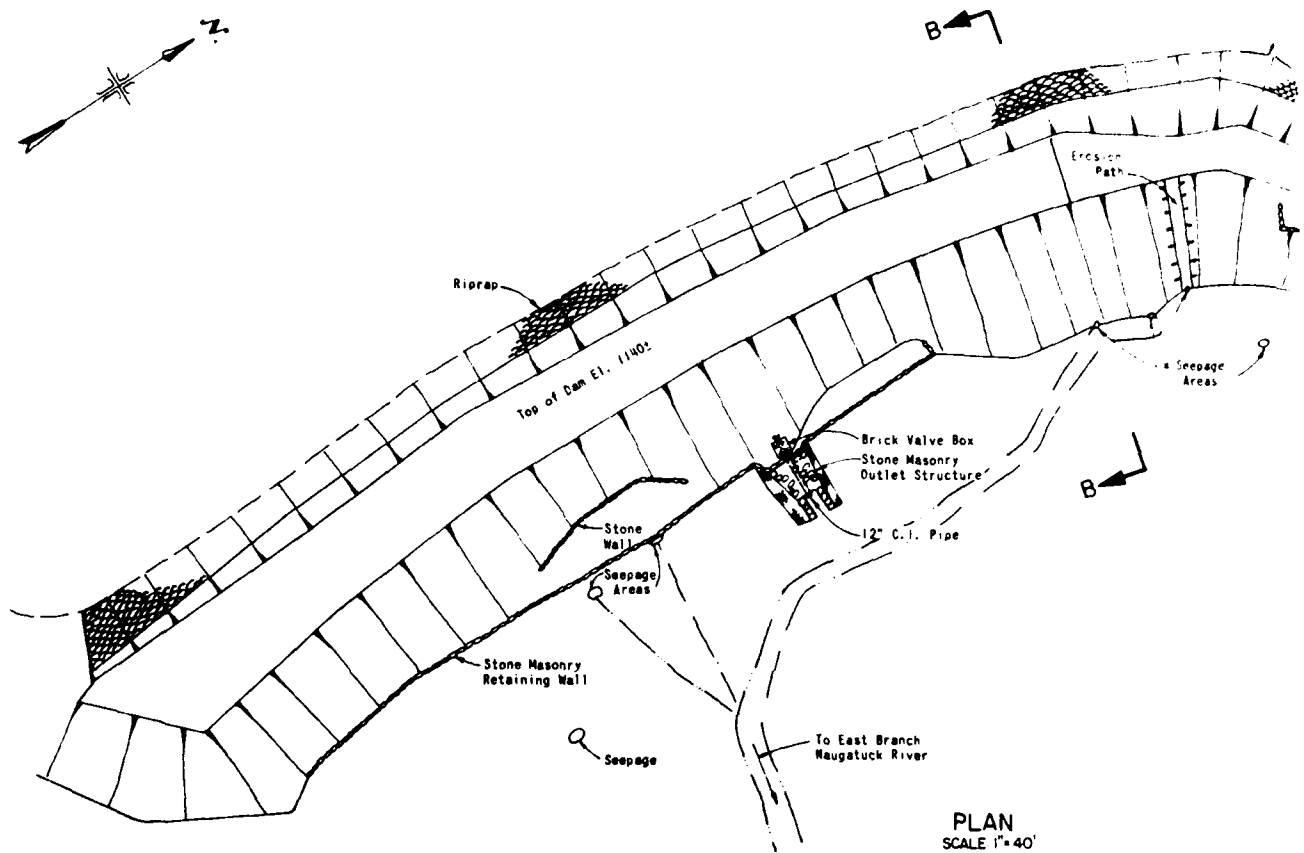 N
B
Erosion
Path
Riprap
Top of Dam El. 1140±
Seepage
Areas
Brick Valve Box
Stone Masonry
Outlet Structure
B
12" C.I. Pipe
Stone
Wall
Seepage
Areas
Stone Masonry
Retaining Wall
Seepage
To East Branch
Naugatuck River
PLAN
SCALE 1"=40'